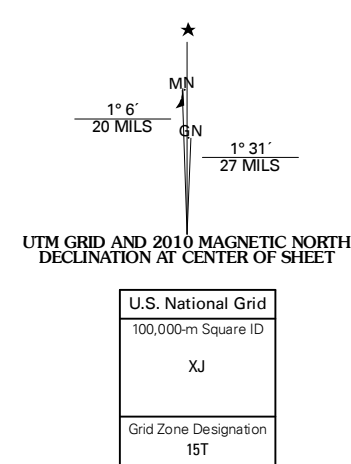 ★
MN
1° 6´
20 MILS
GN
1° 31´
27 MILS
UTM GRID AND 2010 MAGNETIC NORTH
DECLINATION AT CENTER OF SHEET
U.S. National Grid
100,000-m Square ID
XJ
Grid Zone Designation
15T